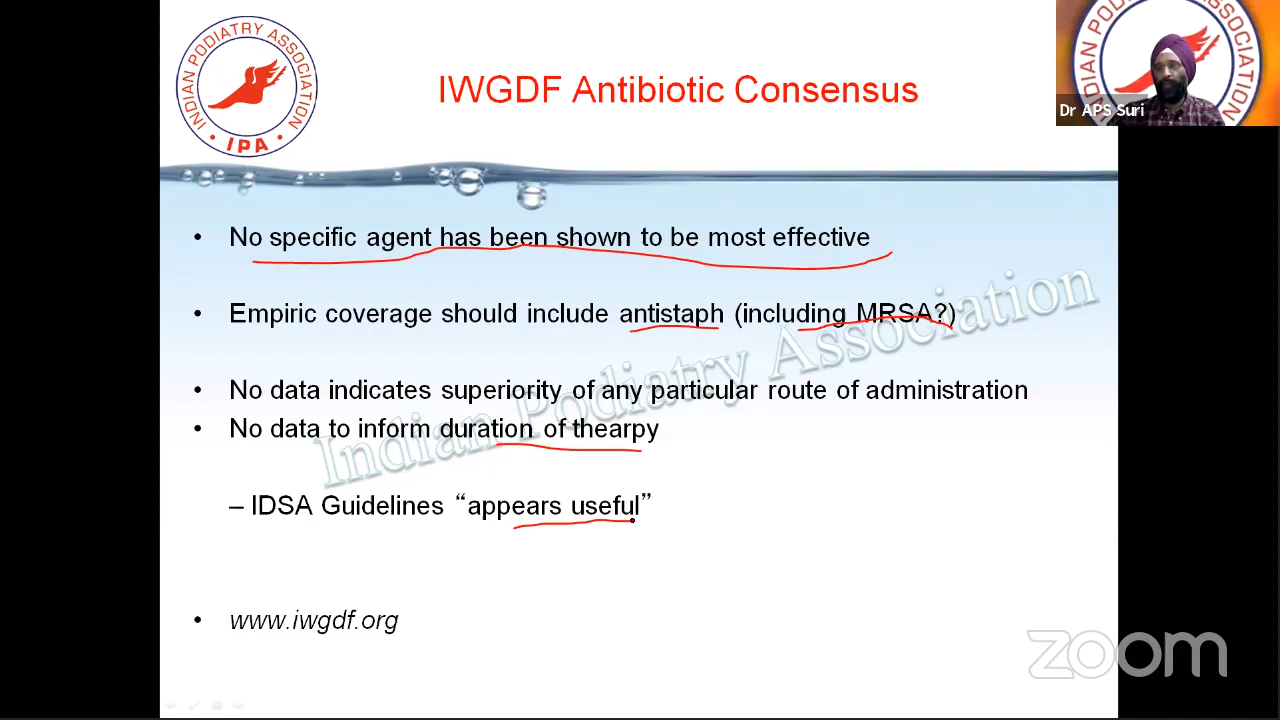 INDIAN PODIATRY ASSOCIATION
• IPA •
IWGDF Antibiotic Consensus
Dr APS Suri
• No specific agent has been shown to be most effective
• Empiric coverage should include antistaph (including MRSA?)
• No data indicates superiority of any particular route of administration
• No data to inform duration of thearpy
– IDSA Guidelines “appears useful”
• www.iwgdf.org
Indian Podiatry Association
zoom